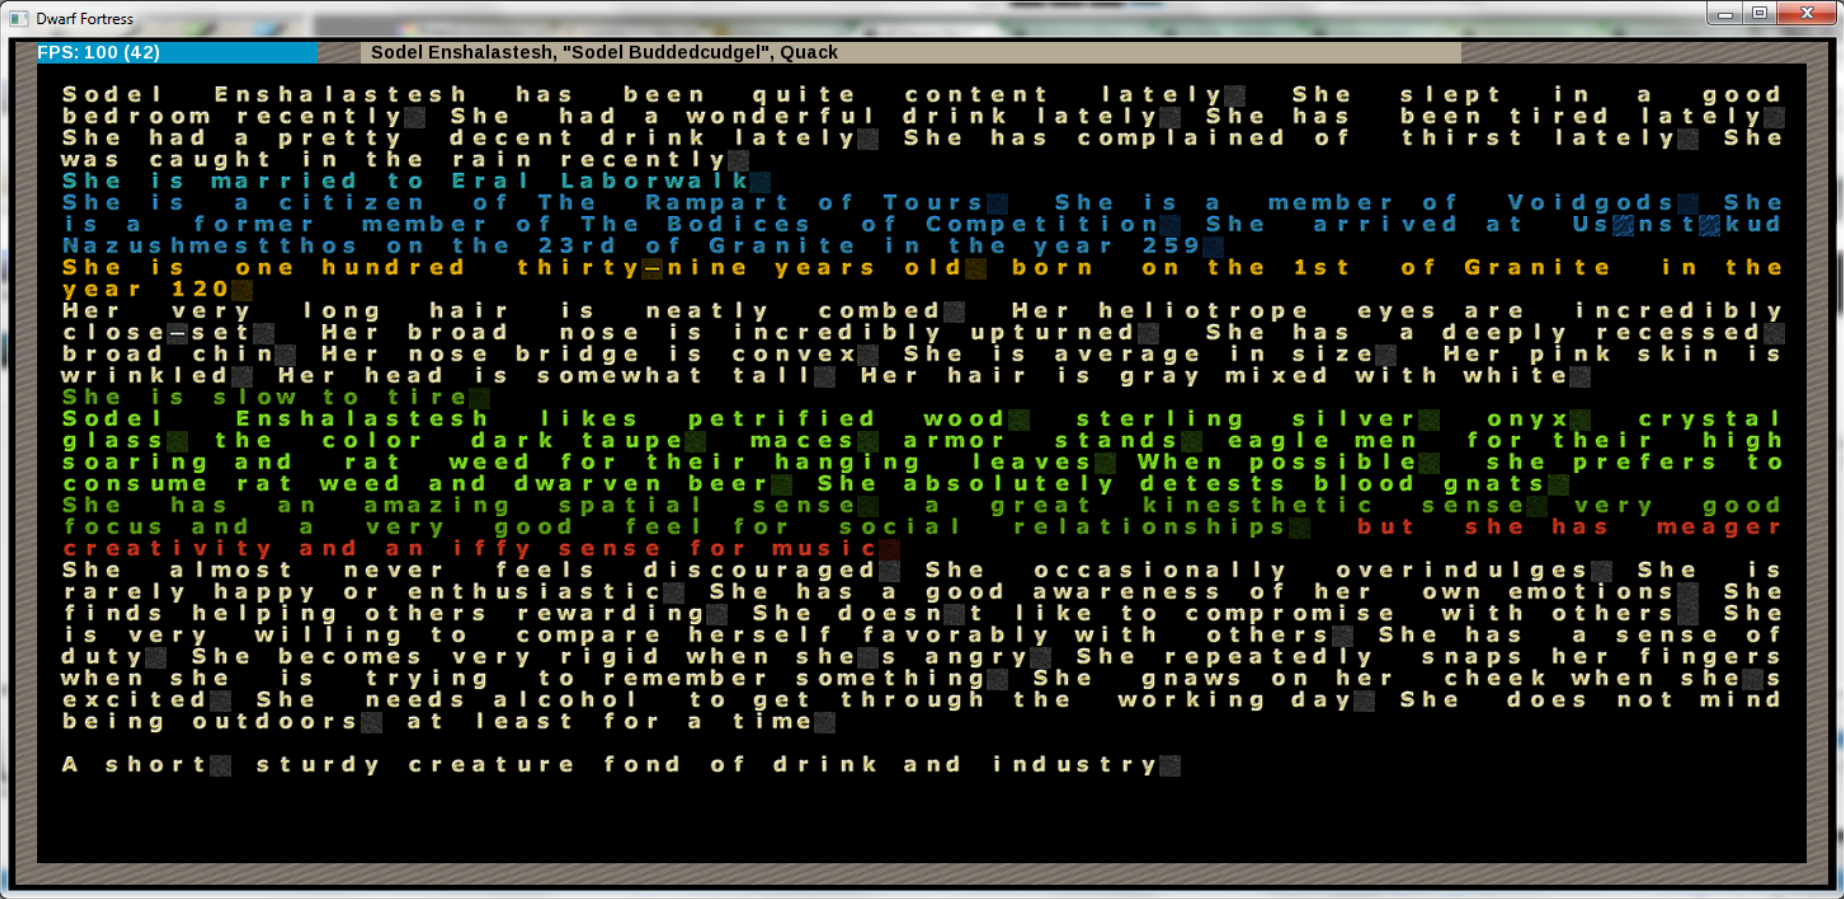 Dwarf Fortress
FPS: 100 (42) Sodel Enshalastesh, "Sodel Buddedcudgel", Quack
Sodel Enshalastesh has been quite content lately She slept in a good
bedroom recently She had a wonderful drink lately She has been tired lately
She had a pretty decent drink lately She has complained of thirst lately She
was caught in the rain recently
She is married to Eral Laborwalk
She is a citizen of The Rampart of Tours She is a member of Voidgods She
is a former member of The Bodices of Competition She arrived at Us nst kud
Nazushmestthos on the 23rd of Granite in the year 259
She is one hundred thirty-nine years old born on the 1st of Granite in the
year 120
Her very long hair is neatly combed Her heliotrope eyes are incredibly
close-set Her broad nose is incredibly upturned She has a deeply recessed
broad chin Her nose bridge is convex She is average in size Her pink skin is
wrinkled Her head is somewhat tall Her hair is gray mixed with white
She is slow to tire
Sodel Enshalastesh likes petrified wood sterling silver onyx crystal
glass the color dark taupe maces armor stands eagle men for their high
soaring and rat weed for their hanging leaves When possible she prefers to
consume rat weed and dwarven beer She absolutely detests blood gnats
She has an amazing spatial sense a great kinesthetic sense very good
focus and a very good feel for social relationships but she has meager
creativity and an iffy sense for music
She almost never feels discouraged She occasionally overindulges She is
rarely happy or enthusiastic She has a good awareness of her own emotions She
finds helping others rewarding She doesn t like to compromise with others She
is very willing to compare herself favorably with others She has a sense of
duty She becomes very rigid when she s angry She repeatedly snaps her fingers
when she is trying to remember something She gnaws on her cheek when she s
excited She needs alcohol to get through the working day She does not mind
being outdoors at least for a time
A short sturdy creature fond of drink and industry